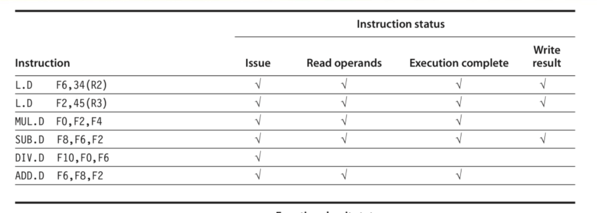 Instruction status
Write
Instruction Issue Read operands Execution complete result
L.D F6,34(R2) √ √ √ √
L.D F2,45(R3) √ √ √ √
MUL.D F0,F2,F4 √ √ √
SUB.D F8,F6,F2 √ √ √ √
DIV.D F10,F0,F6 √
ADD.D F6,F8,F2 √ √ √